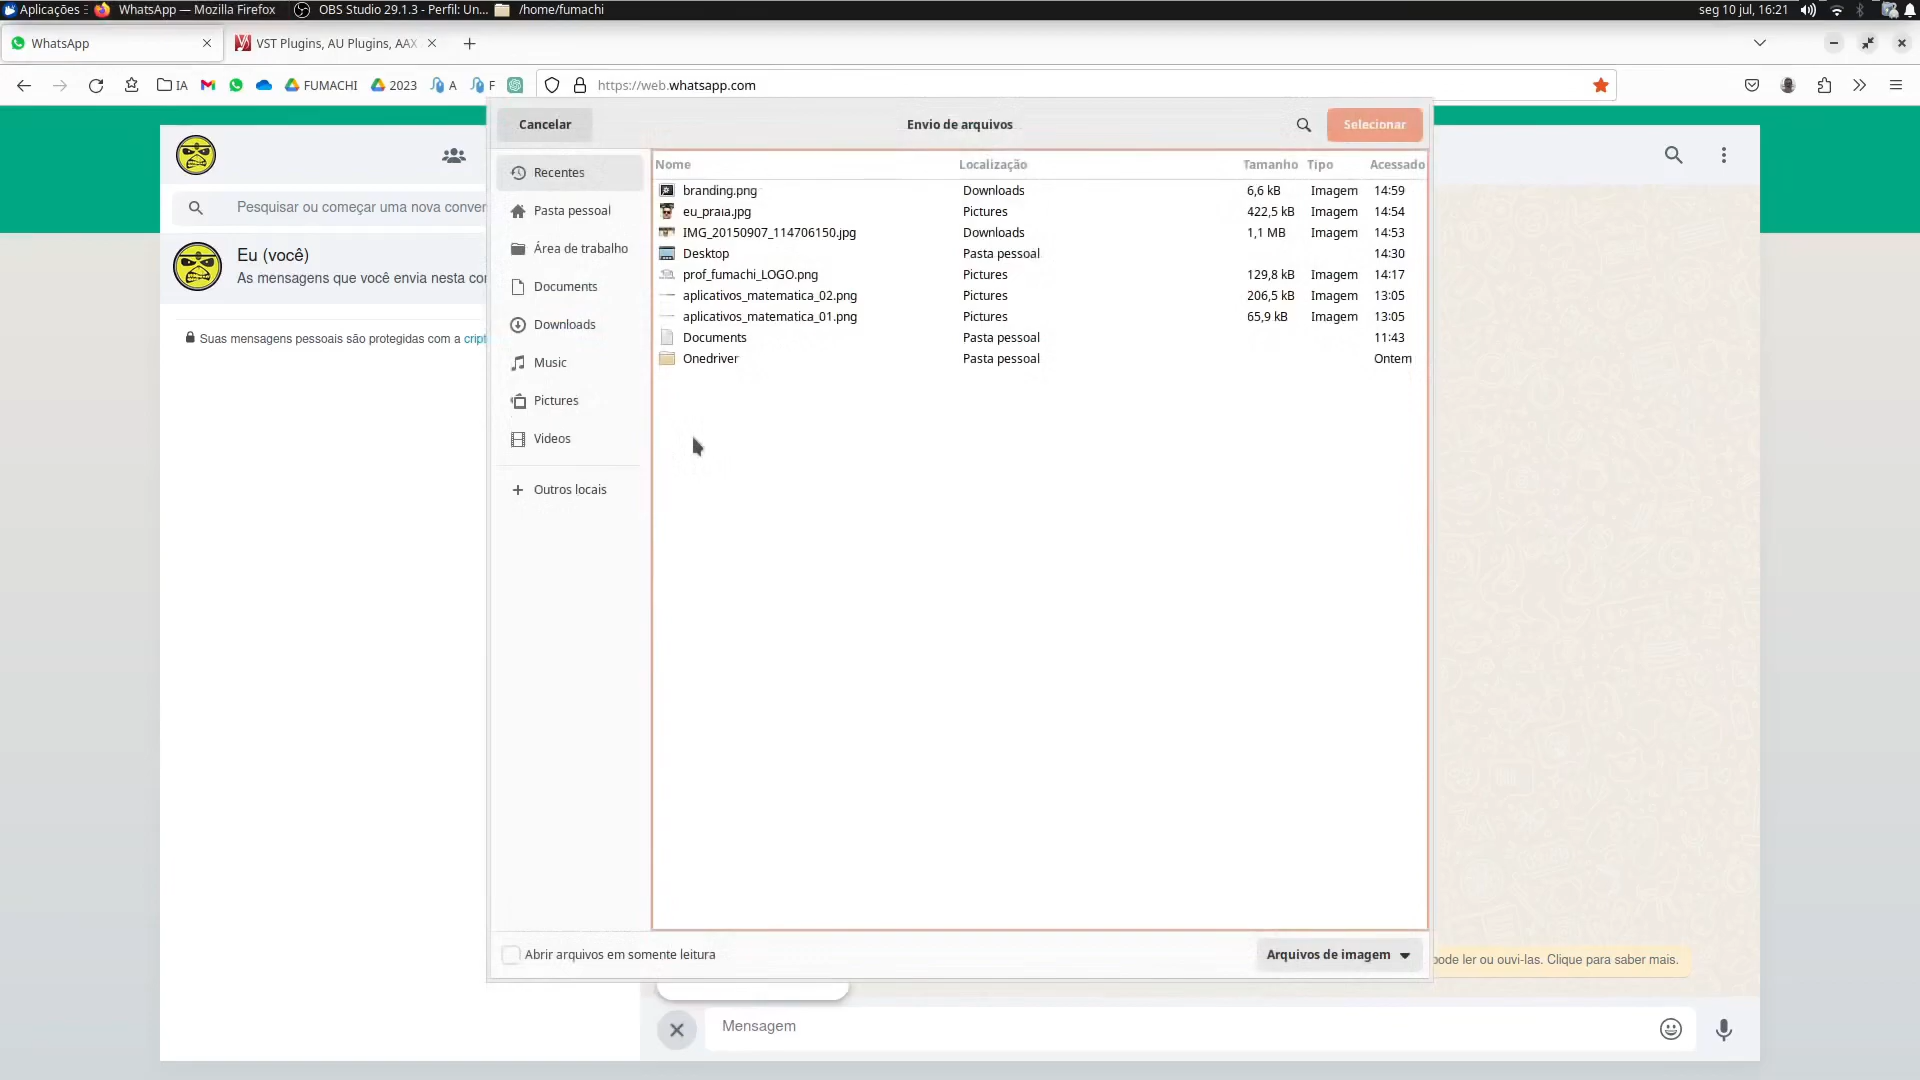 Aplicações
WhatsApp — Mozilla Firefox
OBS Studio 29.1.3 - Perfil: Un...
/home/fumachi
seg 10 jul, 16:21
WhatsApp
VST Plugins, AU Plugins, AAX
IA
FUMACHI
2023
A
F
https://web.whatsapp.com
Cancelar
Envio de arquivos
Selecionar
Pesquisar ou começar uma nova conver
Eu (você)
As mensagens que você envia nesta co
Suas mensagens pessoais são protegidas com a cript
Recentes
Pasta pessoal
Área de trabalho
Documents
Downloads
Music
Pictures
Videos
Outros locais
Nome Localização Tamanho Tipo Acessado
branding.png Downloads 6,6 kB Imagem 14:59
eu_praia.jpg Pictures 422,5 kB Imagem 14:54
IMG_20150907_114706150.jpg Downloads 1,1 MB Imagem 14:53
Desktop Pasta pessoal 14:30
prof_fumachi_LOGO.png Pictures 129,8 kB Imagem 14:17
aplicativos_matematica_02.png Pictures 206,5 kB Imagem 13:05
aplicativos_matematica_01.png Pictures 65,9 kB Imagem 13:05
Documents Pasta pessoal 11:43
Onedriver Pasta pessoal Ontem
Abrir arquivos em somente leitura
Arquivos de imagem
pode ler ou ouvi-las. Clique para saber mais.
Mensagem